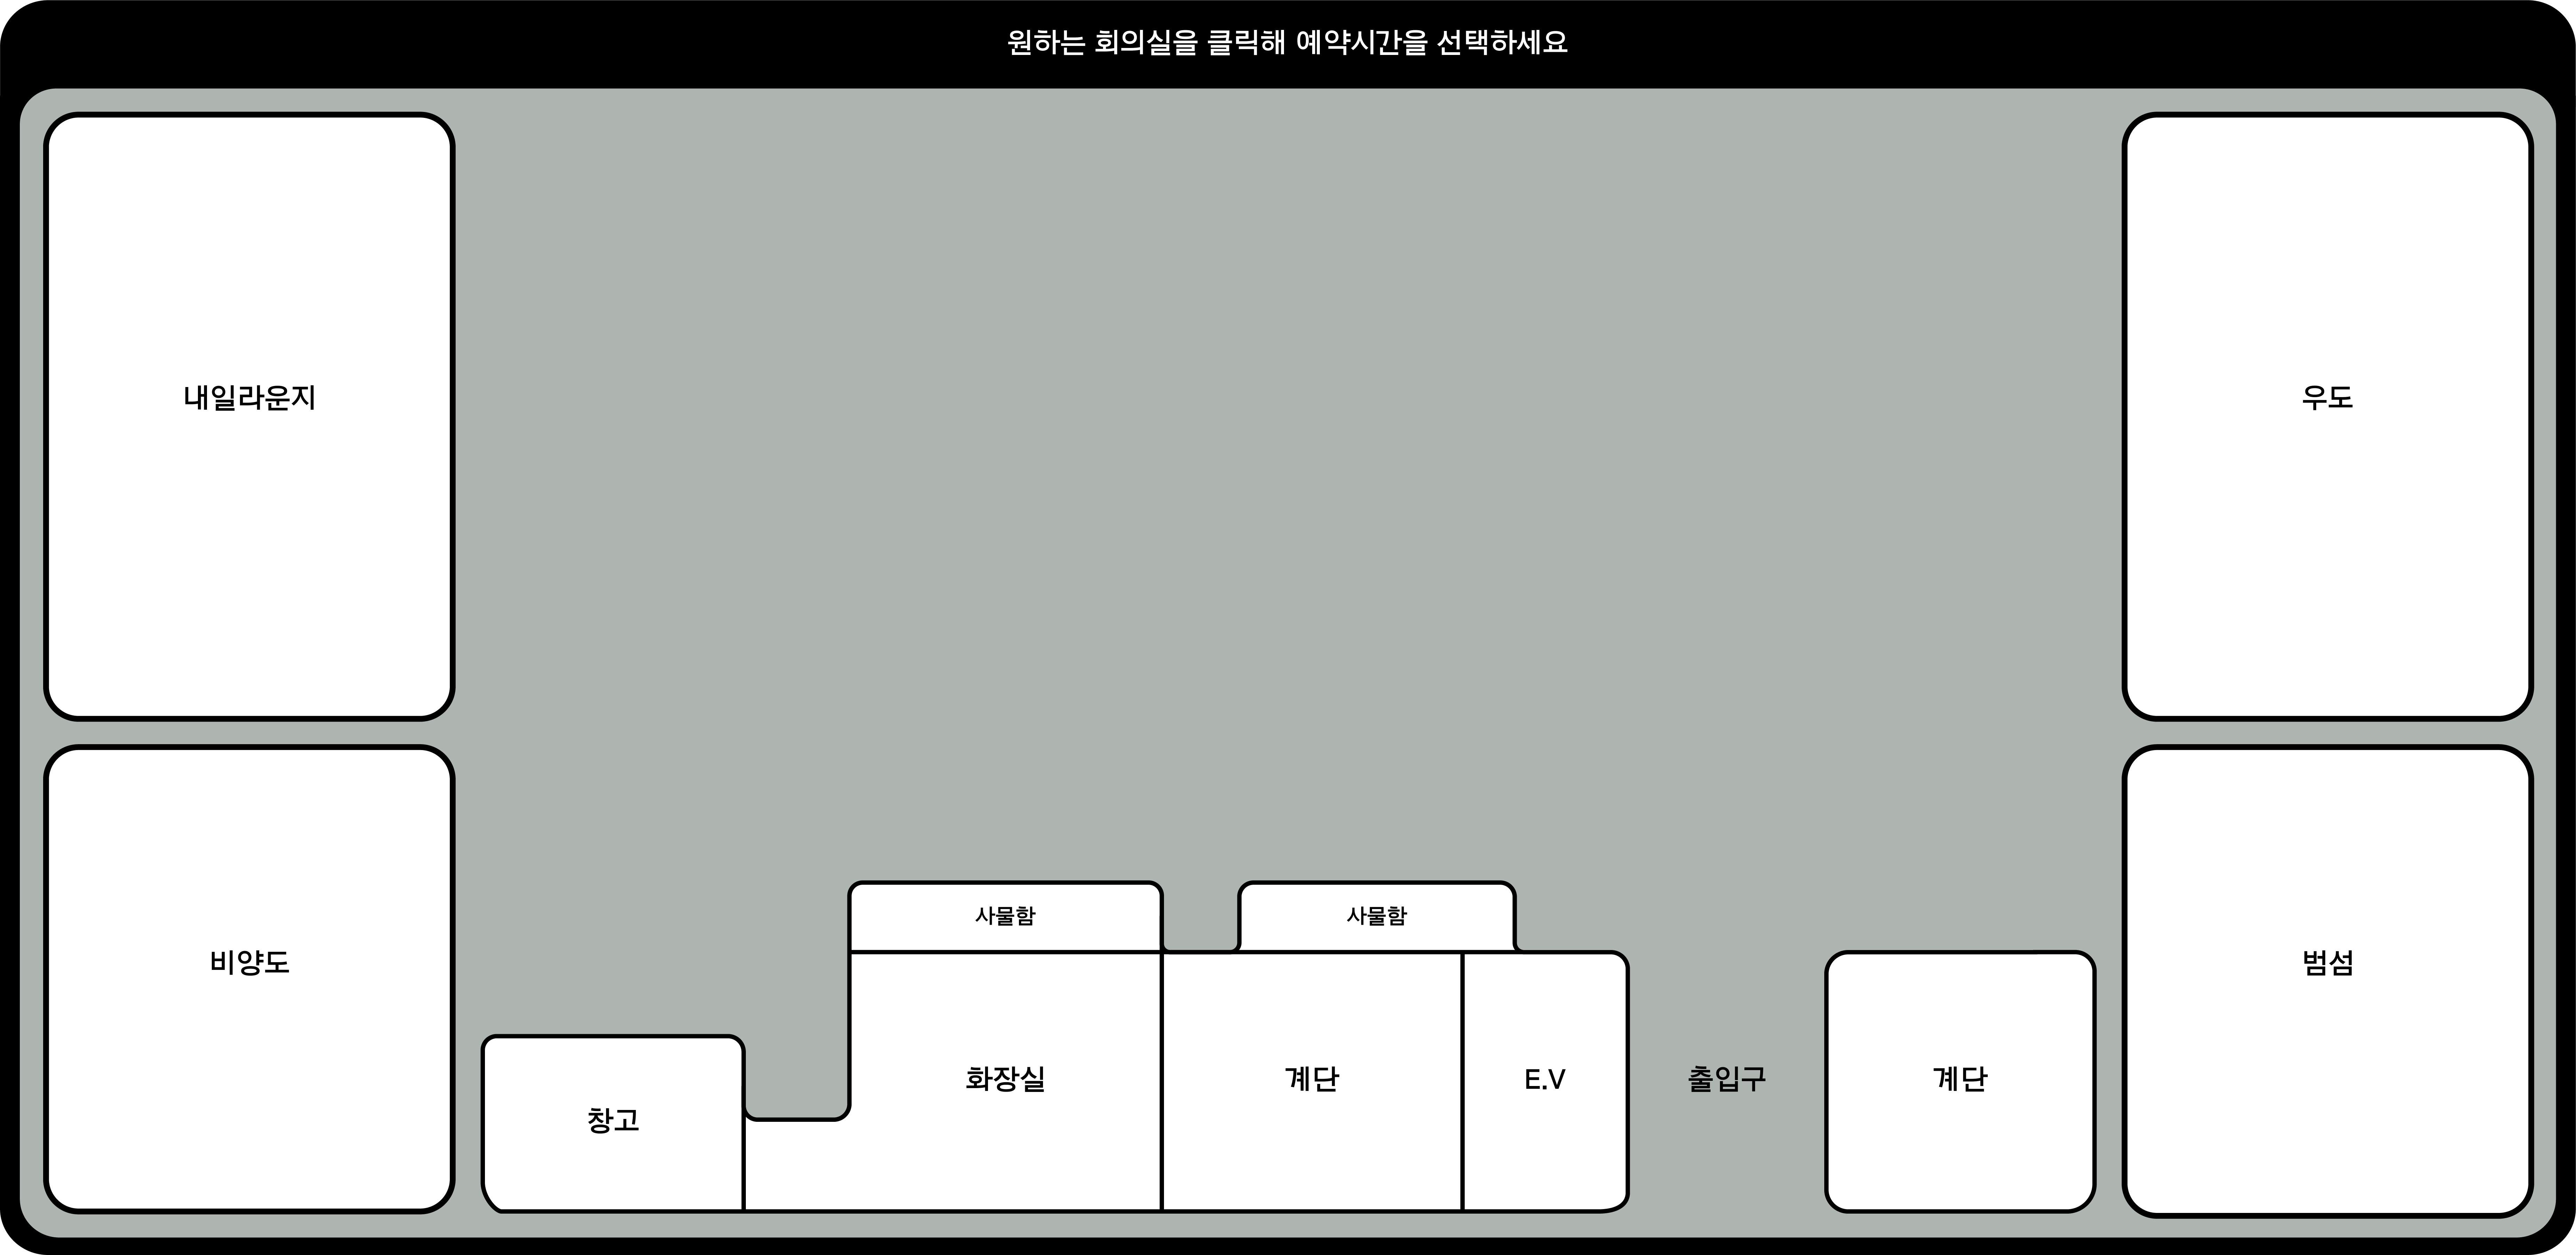 원하는 회의실을 클릭해 예약시간을 선택하세요
내일라운지
우도
비양도
사물함
사물함
범섬
창고
화장실
계단
E.V
출입구
계단